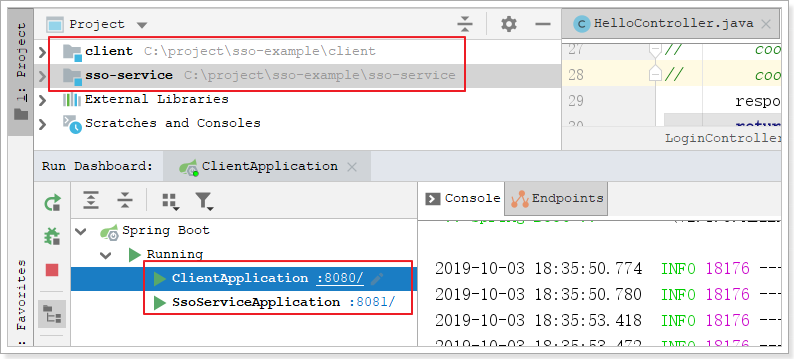 1: Project
Project
client C:\project\sso-example\client
sso-service C:\project\sso-example\sso-service
External Libraries
Scratches and Consoles
HelloController.java
27 // coo
28 // coo
29 respo
LoginController
Run Dashboard: ClientApplication
Spring Boot
Running
ClientApplication :8080/
SsoServiceApplication :8081/
: Favorites
Console
Endpoints
2019-10-03 18:35:50.774 INFO 18176 ---
2019-10-03 18:35:50.780 INFO 18176 ---
2019-10-03 18:35:53.418 INFO 18176 ---
2019-10-03 18:35:53.472 INFO 18176 ---